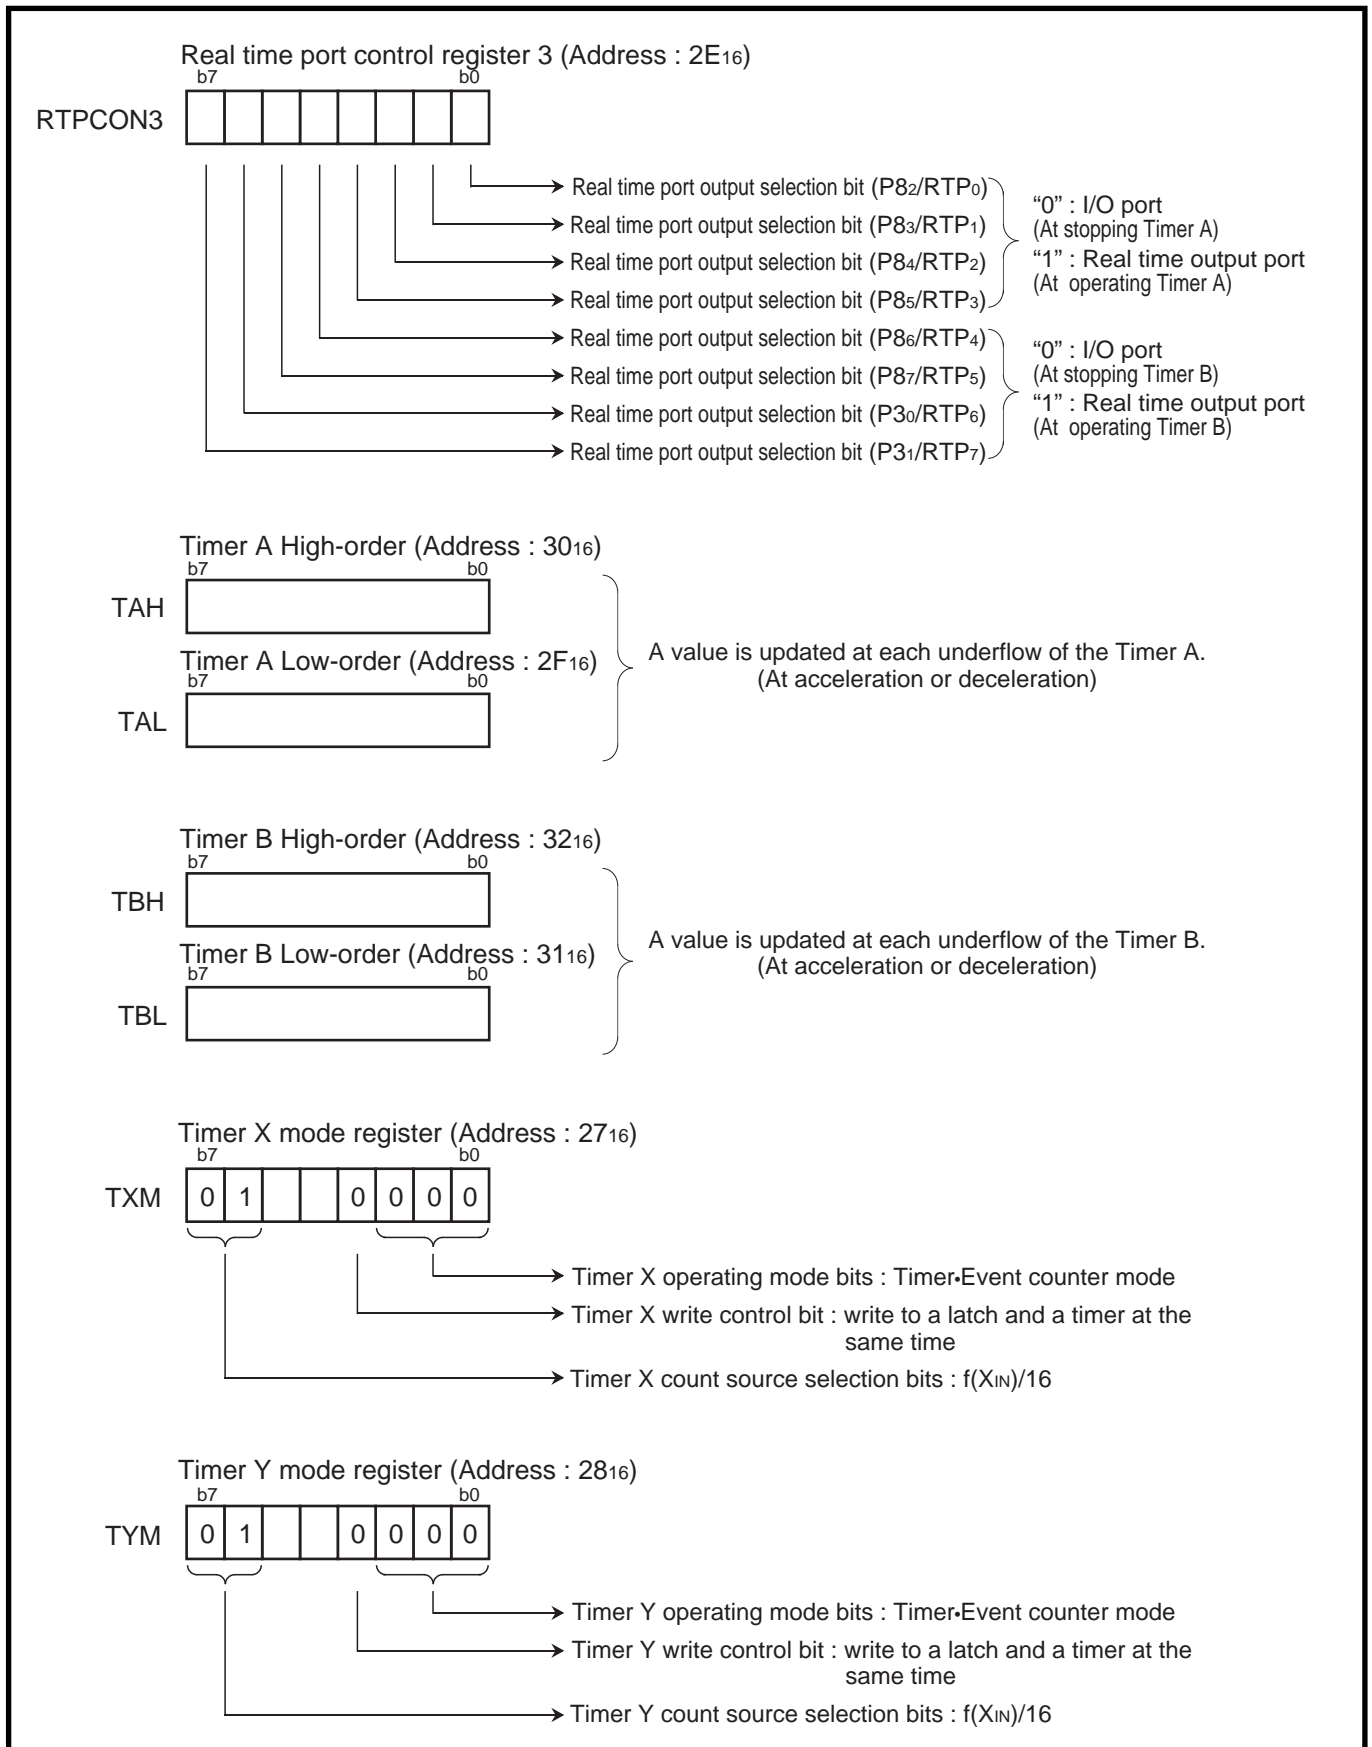 Real time port control register 3 (Address : 2E16)
b7 b0
RTPCON3
Real time port output selection bit (P82/RTP0)
Real time port output selection bit (P83/RTP1)
Real time port output selection bit (P84/RTP2)
Real time port output selection bit (P85/RTP3)
“0” : I/O port
(At stopping Timer A)
“1” : Real time output port
(At operating Timer A)
Real time port output selection bit (P86/RTP4)
Real time port output selection bit (P87/RTP5)
Real time port output selection bit (P30/RTP6)
Real time port output selection bit (P31/RTP7)
“0” : I/O port
(At stopping Timer B)
“1” : Real time output port
(At operating Timer B)
Timer A High-order (Address : 3016)
b7 b0
TAH
Timer A Low-order (Address : 2F16)
b7 b0
TAL
A value is updated at each underflow of the Timer A.
(At acceleration or deceleration)
Timer B High-order (Address : 3216)
b7 b0
TBH
Timer B Low-order (Address : 3116)
b7 b0
TBL
A value is updated at each underflow of the Timer B.
(At acceleration or deceleration)
Timer X mode register (Address : 2716)
b7 b0
TXM 0 1 0 0 0 0
Timer X operating mode bits : Timer•Event counter mode
Timer X write control bit : write to a latch and a timer at the
same time
Timer X count source selection bits : f(XIN)/16
Timer Y mode register (Address : 2816)
b7 b0
TYM 0 1 0 0 0 0
Timer Y operating mode bits : Timer•Event counter mode
Timer Y write control bit : write to a latch and a timer at the
same time
Timer Y count source selection bits : f(XIN)/16